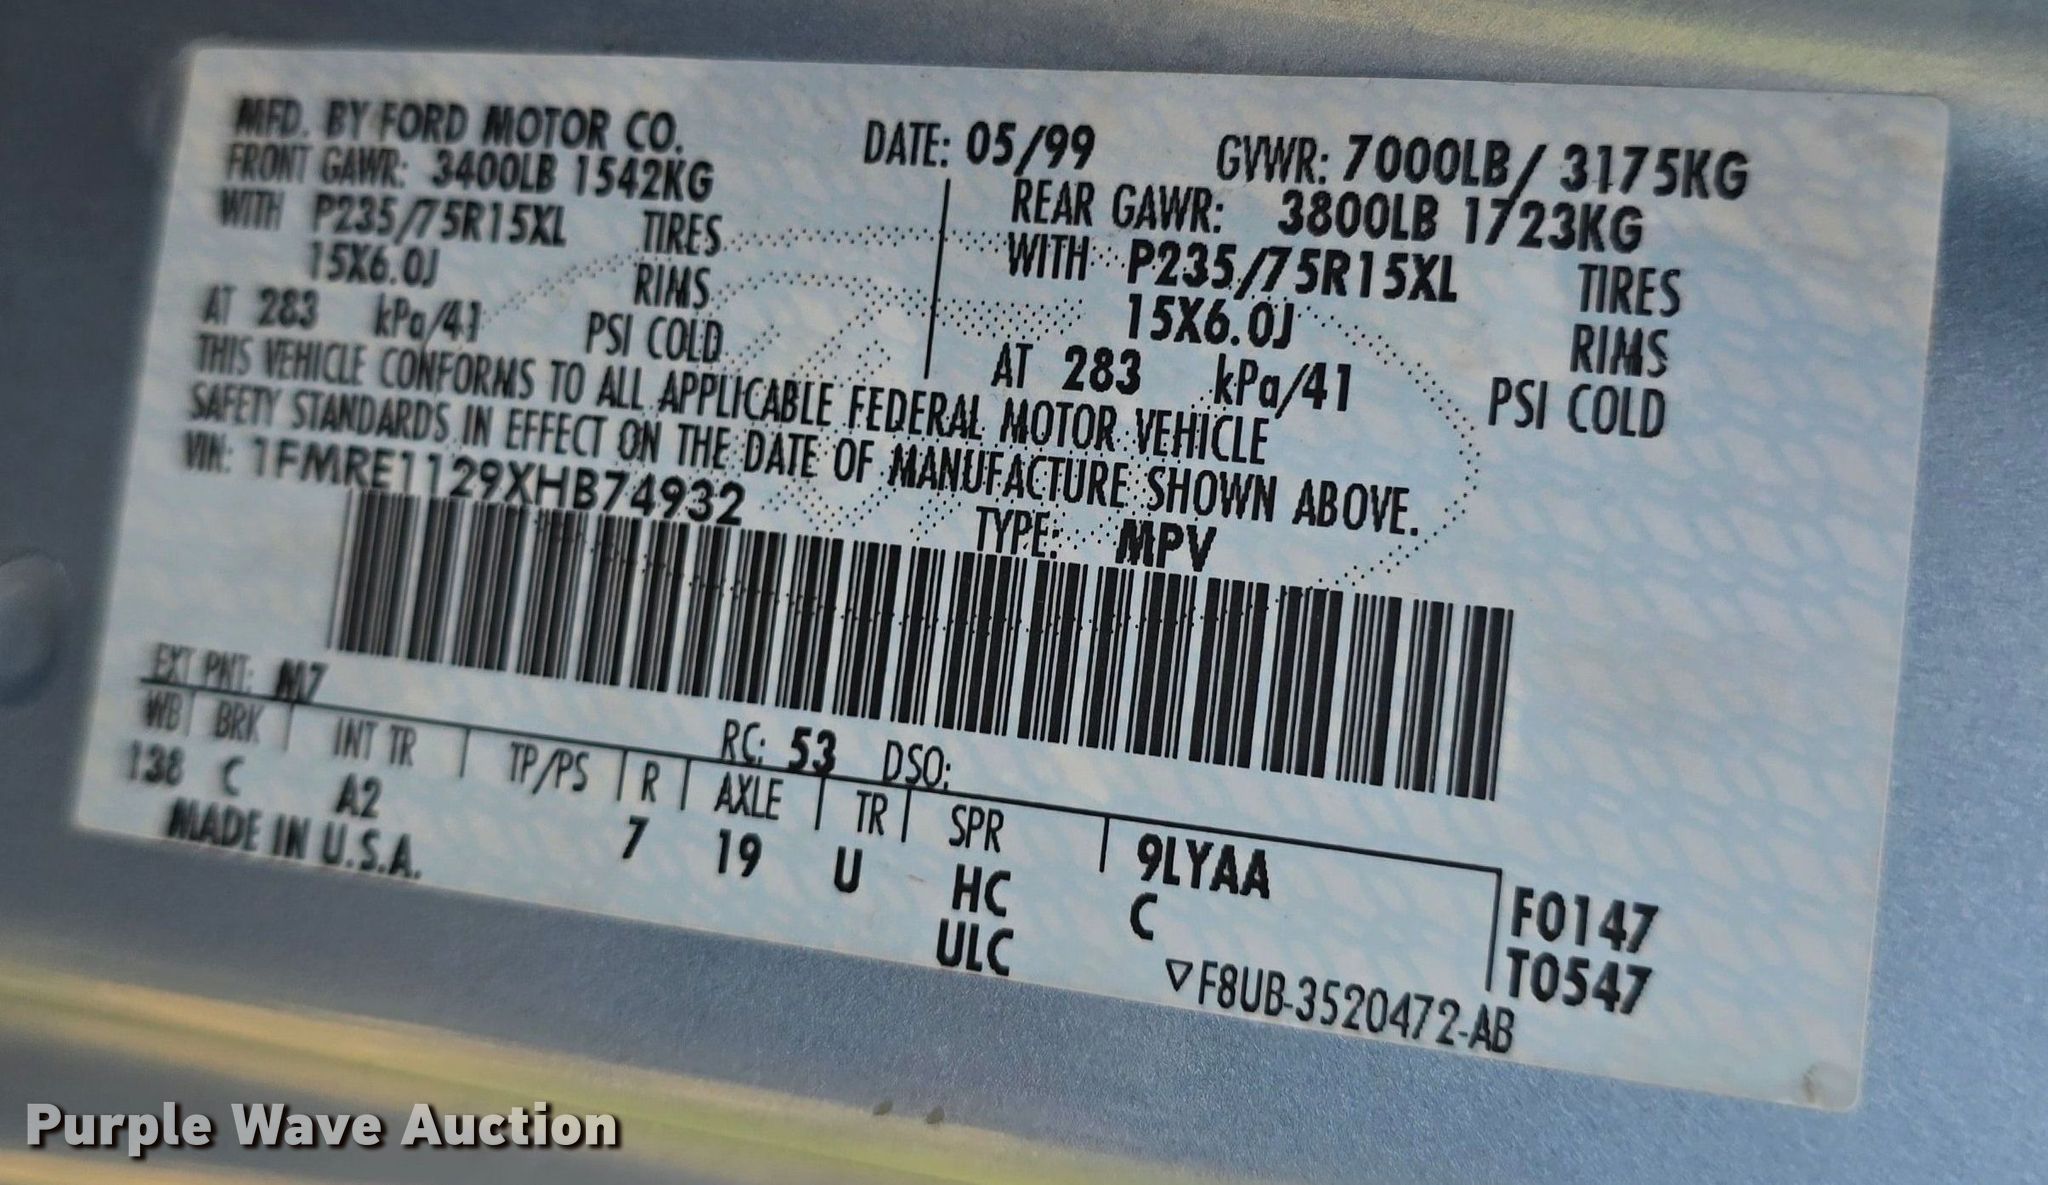 MFD. BY FORD MOTOR CO. DATE: 05/99 GVWR: 7000LB/ 3175KG
FRONT GAWR: 3400LB 1542KG REAR GAWR: 3800LB 1723KG
WITH P235/75R15XL TIRES WITH P235/75R15XL TIRES
15X6.0J RIMS 15X6.0J RIMS
AT 283 kPa/41 PSI COLD AT 283 kPa/41 PSI COLD
THIS VEHICLE CONFORMS TO ALL APPLICABLE FEDERAL MOTOR VEHICLE
SAFETY STANDARDS IN EFFECT ON THE DATE OF MANUFACTURE SHOWN ABOVE.
VIN: 1FMRE1129XHB74932 TYPE: MPV
EXT PNT: M7 RC: 53 DSO:
WB BRK INT TR TP/PS R AXLE TR SPR 9LYAA F0147
138 C A2 7 19 U HC C T0547
MADE IN U.S.A. ULC ▽F8UB-3520472-AB
Purple Wave Auction